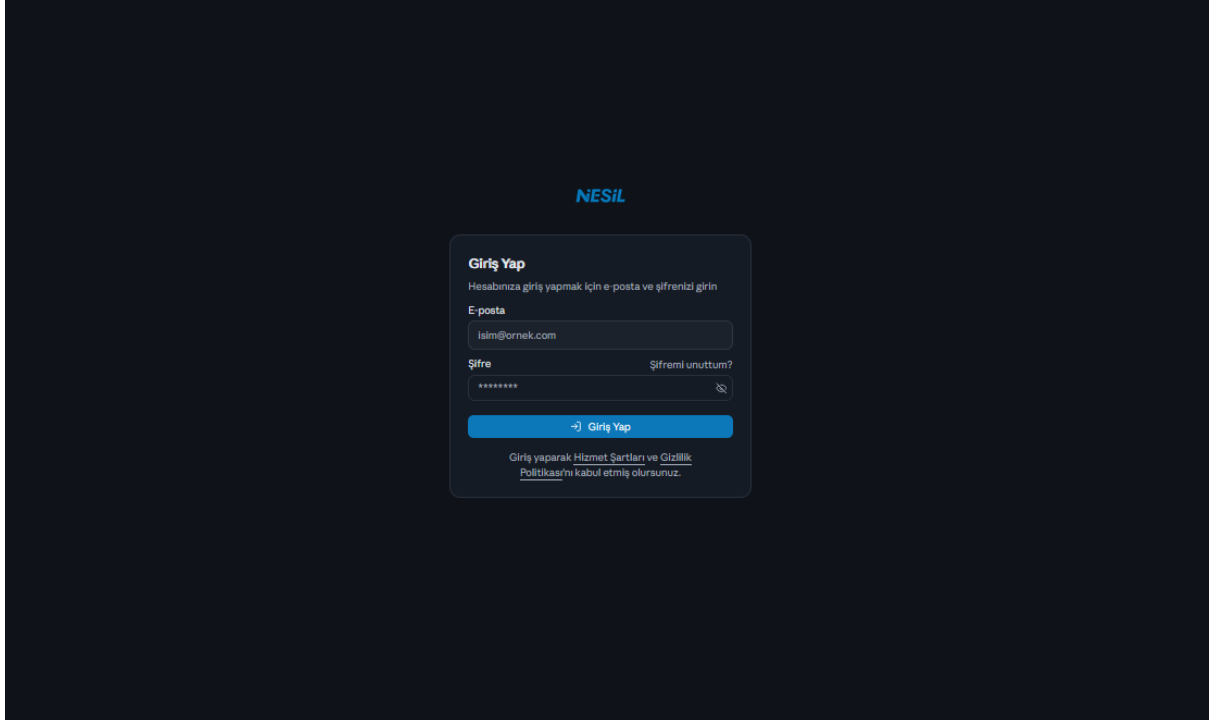 NESiL
Giriş Yap
Hesabınıza giriş yapmak için e-posta ve şifrenizi girin
E-posta
isim@ornek.com
Şifre
Şifremi unuttum?
********
Giriş Yap
Giriş yaparak Hizmet Şartları ve Gizlilik
Politikası'nı kabul etmiş olursunuz.